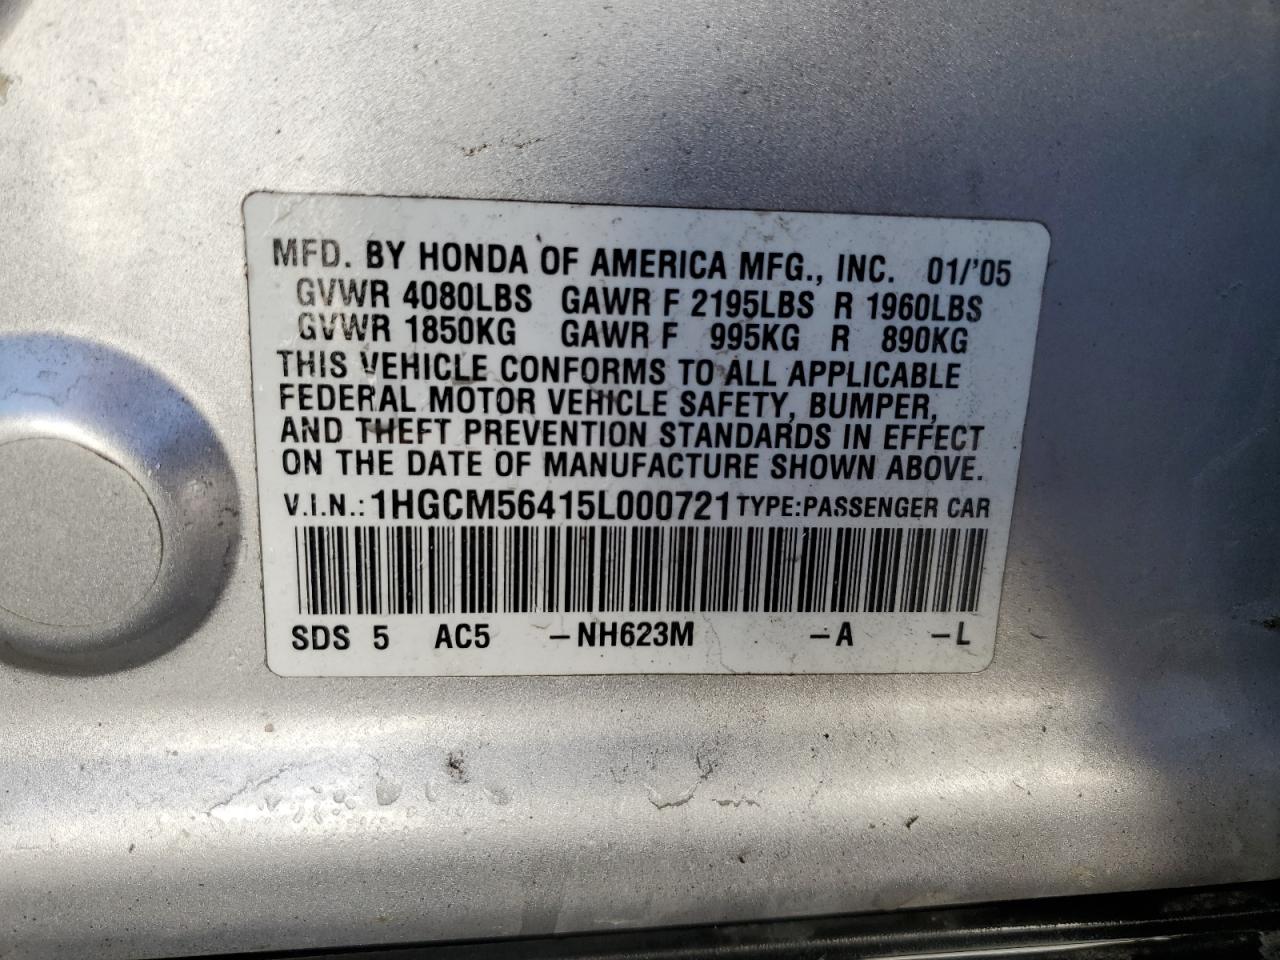 MFD. BY HONDA OF AMERICA MFG., INC. 01/'05
GVWR 4080LBS GAWR F 2195LBS R 1960LBS
GVWR 1850KG GAWR F 995KG R 890KG
THIS VEHICLE CONFORMS TO ALL APPLICABLE
FEDERAL MOTOR VEHICLE SAFETY, BUMPER,
AND THEFT PREVENTION STANDARDS IN EFFECT
ON THE DATE OF MANUFACTURE SHOWN ABOVE.
V.I.N.: 1HGCM56415L000721 TYPE:PASSENGER CAR
SDS 5 AC5 –NH623M –A –L